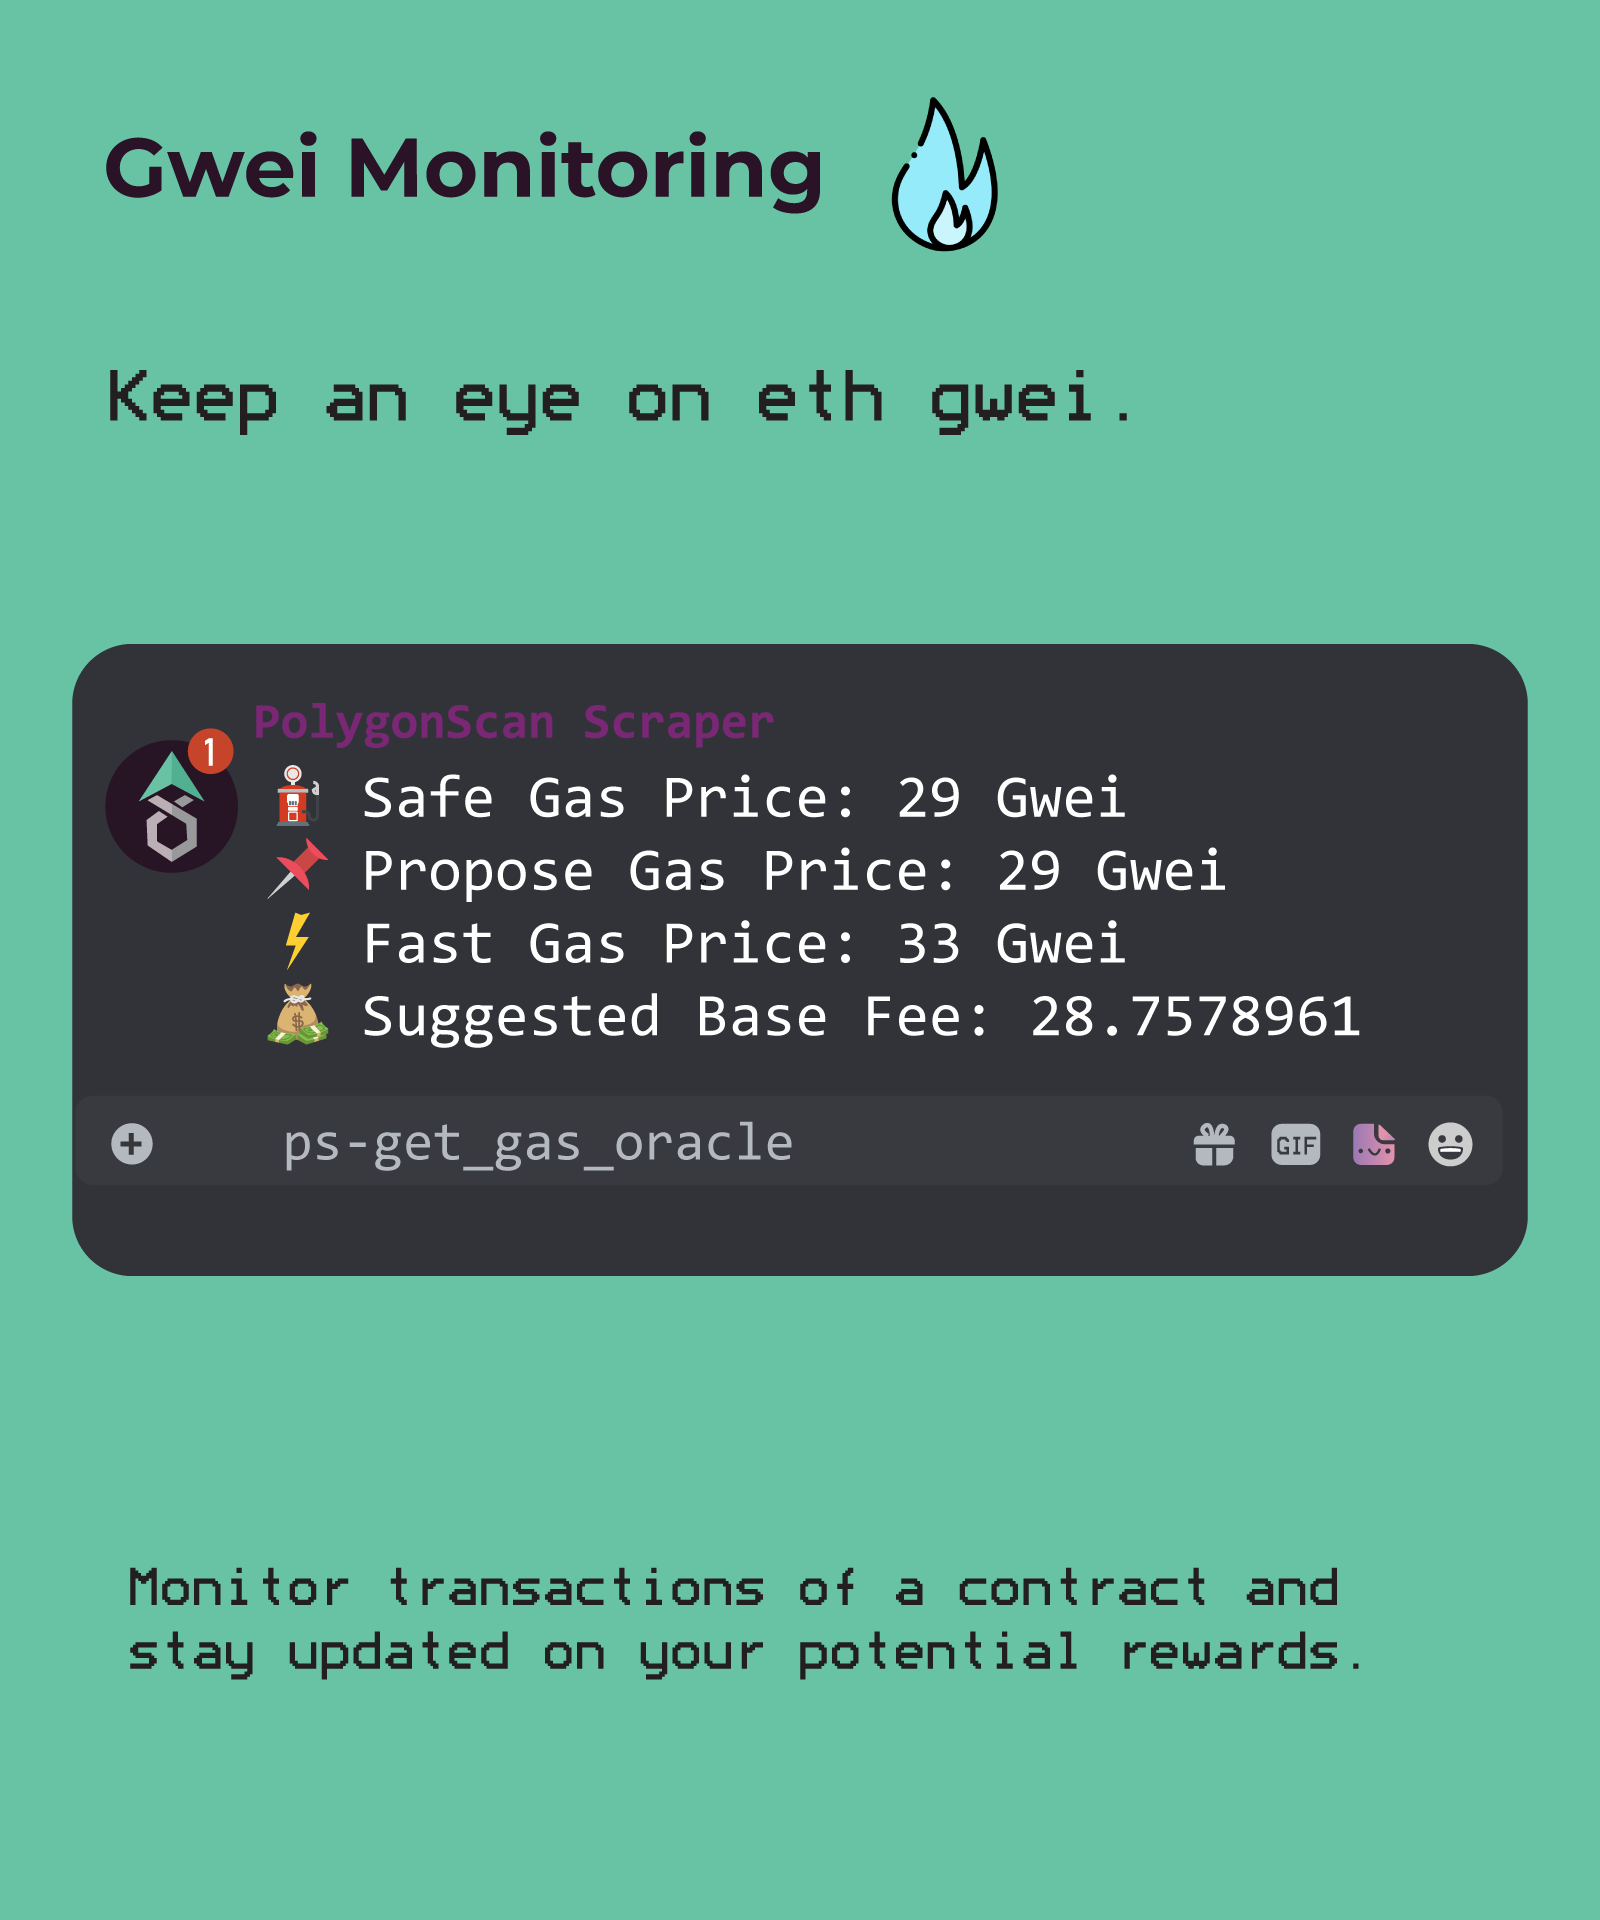 Gwei Monitoring
Keep an eye on eth gwei.
PolygonScan Scraper
1
Safe Gas Price: 29 Gwei
Propose Gas Price: 29 Gwei
Fast Gas Price: 33 Gwei
Suggested Base Fee: 28.7578961
ps-get_gas_oracle
GIF
Monitor transactions of a contract and
stay updated on your potential rewards.